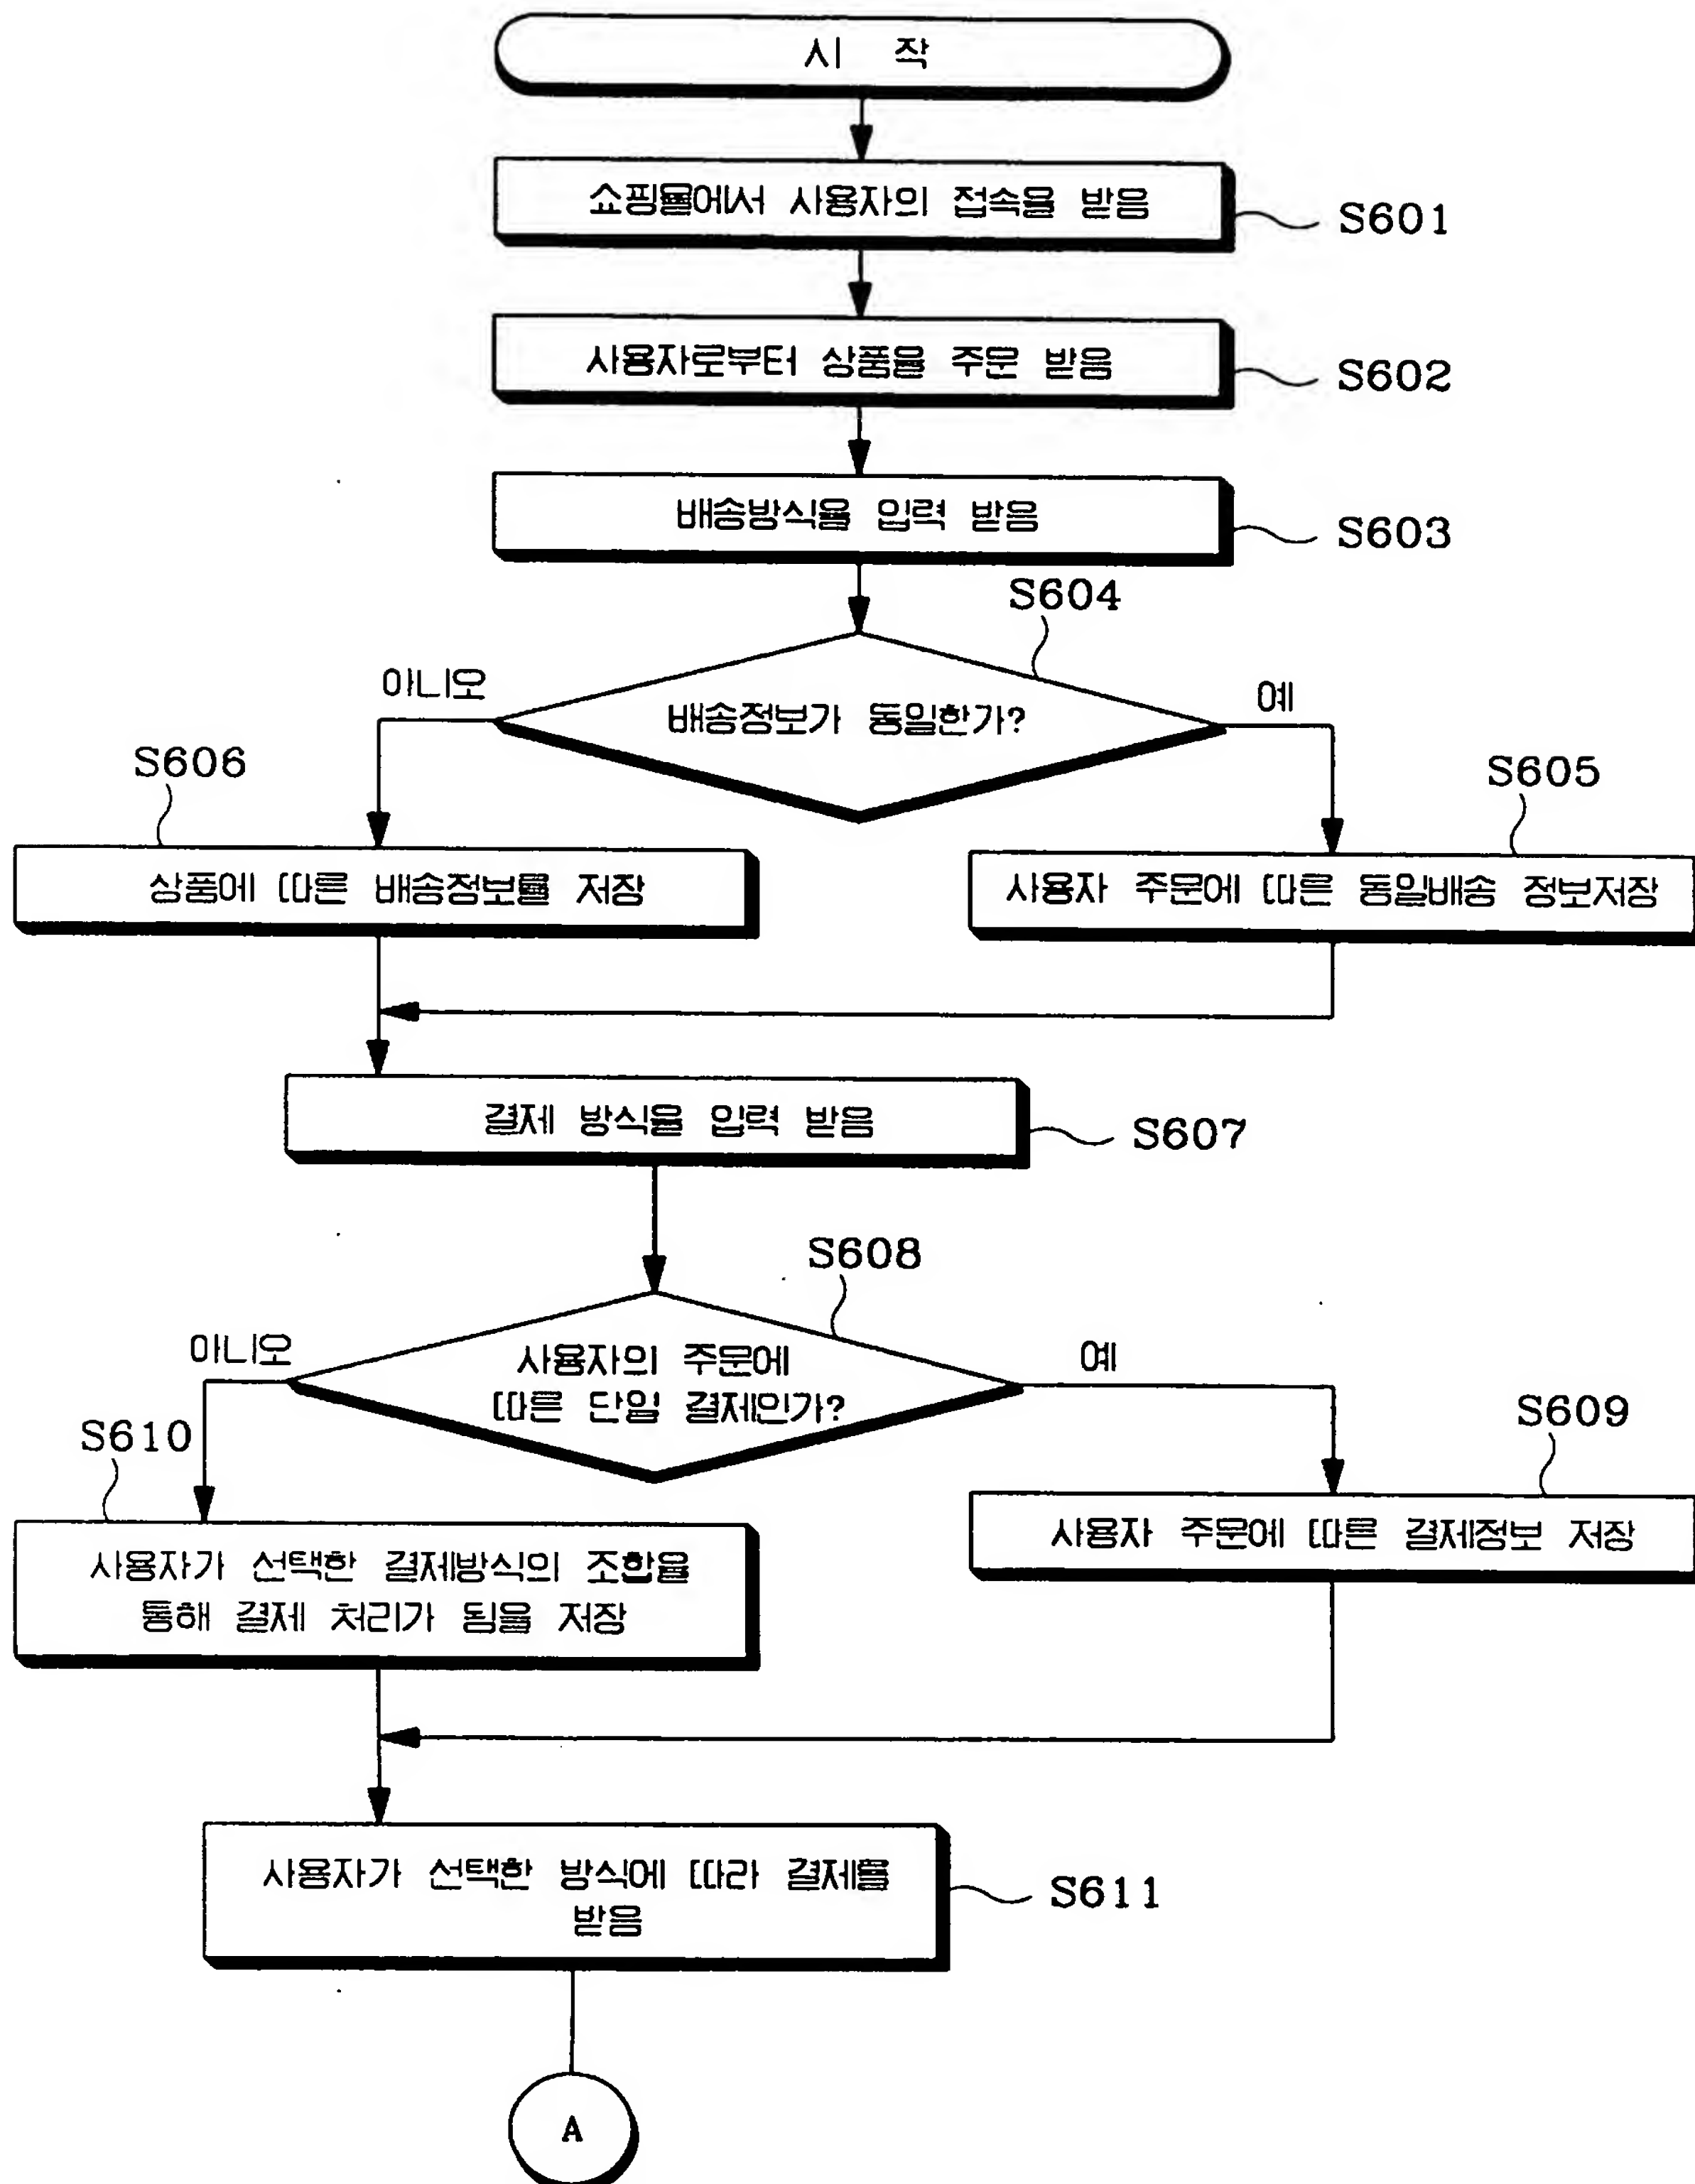 시 작
쇼핑몰에서 사용자의 접속을 받음
S601
사용자로부터 상품을 주문 받음
S602
배송방식을 입력 받음
S603
S604
배송정보가 동일한가?
아니오
예
S606
S605
상품에 따른 배송정보를 저장
사용자 주문에 따른 동일배송 정보저장
결제 방식을 입력 받음
S607
S608
사용자의 주문에
따른 단일 결제인가?
아니오
예
S610
S609
사용자가 선택한 결제방식의 조합을
통해 결제 처리가 됨을 저장
사용자 주문에 따른 결제정보 저장
사용자가 선택한 방식에 따라 결제를
받음
S611
A